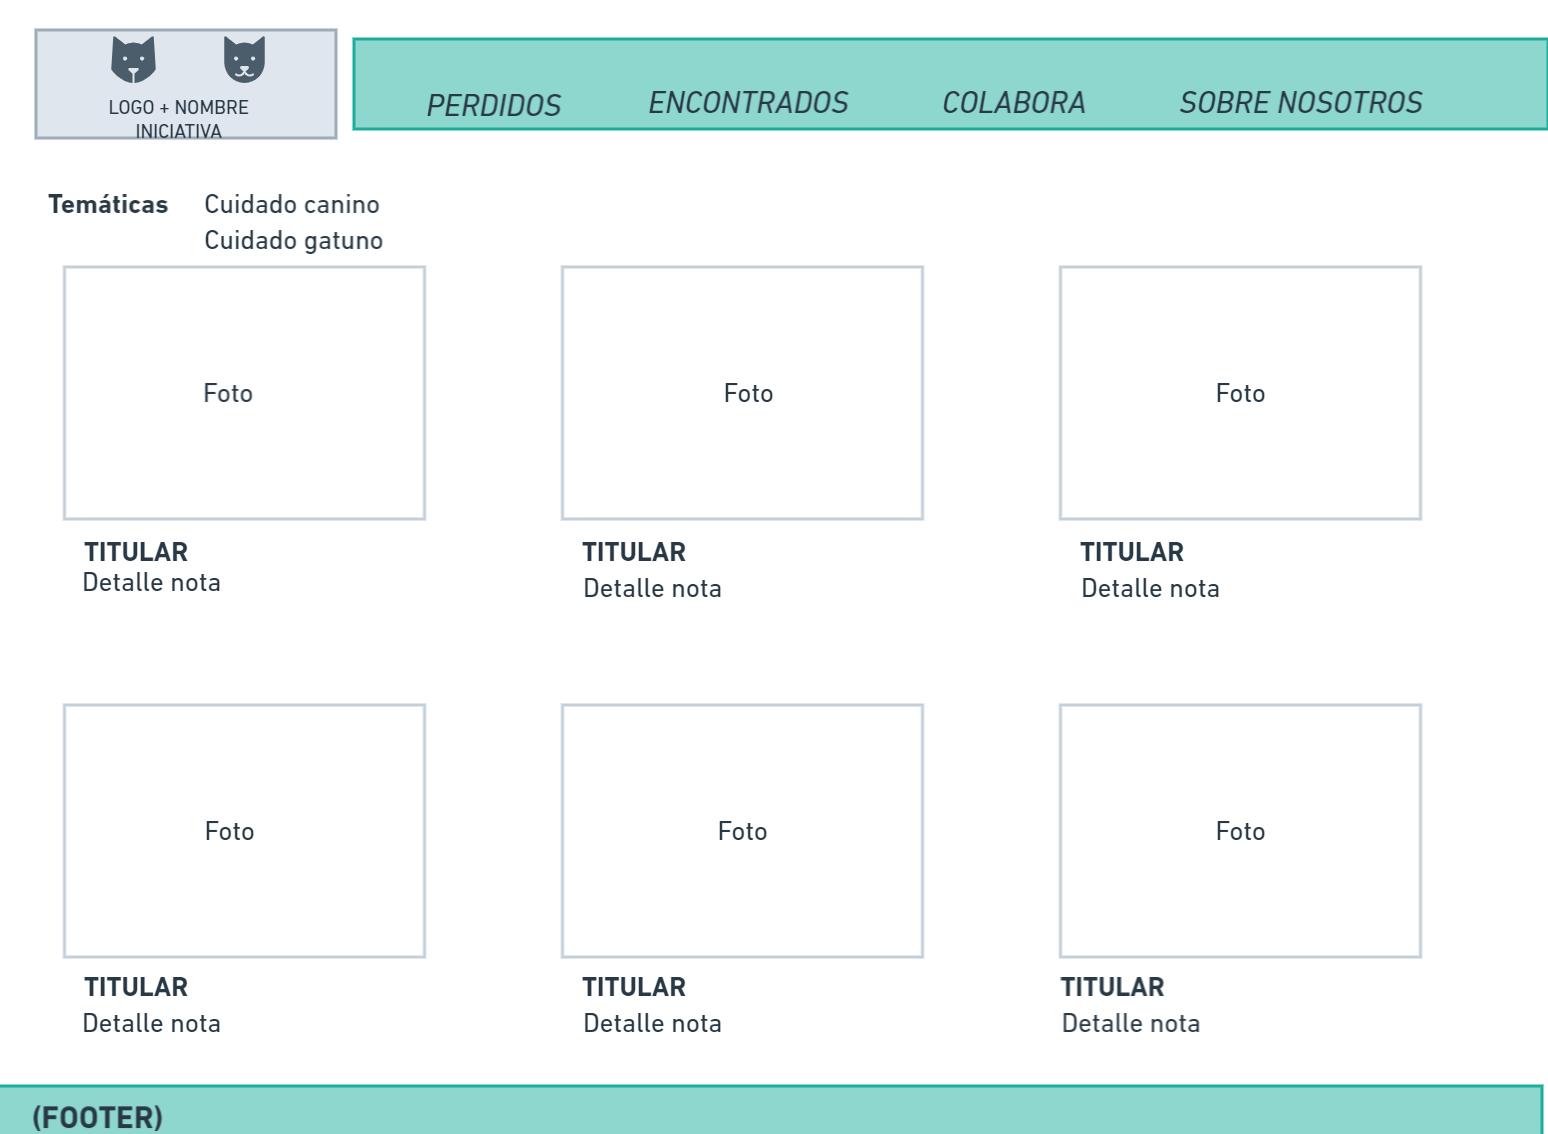 LOGO + NOMBRE
INICIATIVA
PERDIDOS
ENCONTRADOS
COLABORA
SOBRE NOSOTROS
Temáticas
Cuidado canino
Cuidado gatuno
Foto
Foto
Foto
TITULAR
Detalle nota
TITULAR
Detalle nota
TITULAR
Detalle nota
Foto
Foto
Foto
TITULAR
Detalle nota
TITULAR
Detalle nota
TITULAR
Detalle nota
(FOOTER)